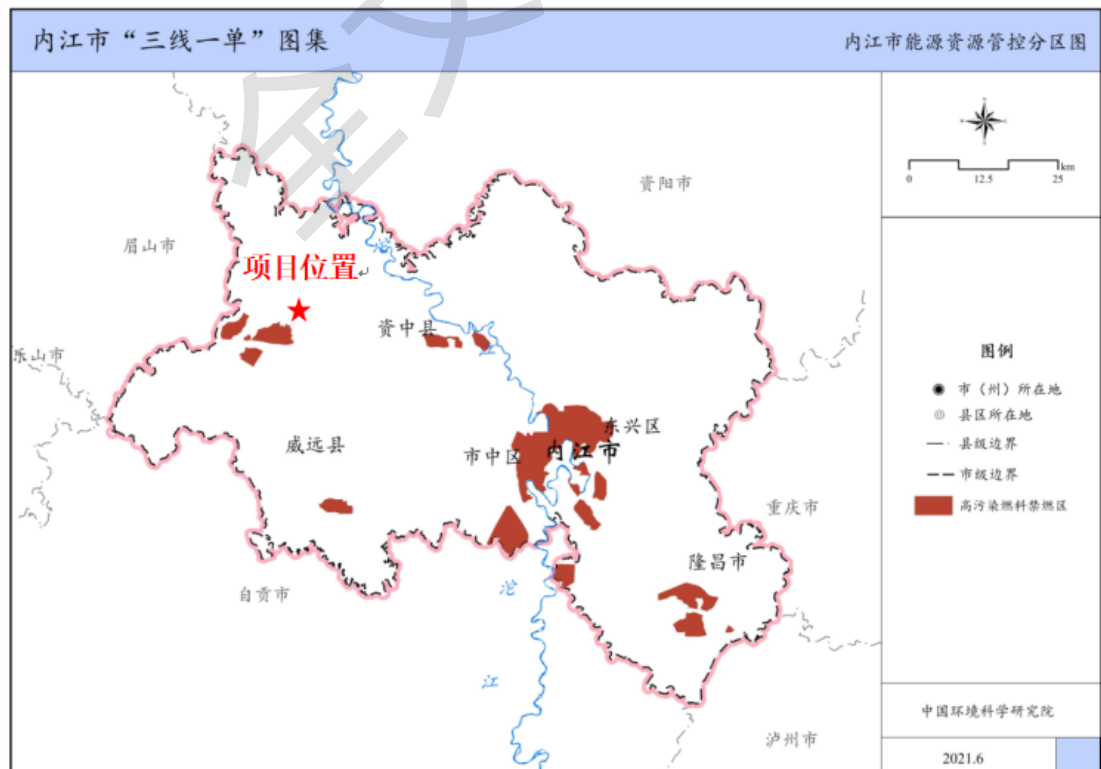 内江市“三线一单”图集
内江市能源资源管控分区图
全文
km
0 12.5 25
资阳市
眉山市
沱
项目位置
资中县
江
乐山市
图例
市（州）所在地
县区所在地
县级边界
市级边界
高污染燃料禁燃区
东兴区
威远县
市中区
内江市
重庆市
隆昌市
自贡市
沱
江
泸州市
中国环境科学研究院
2021.6